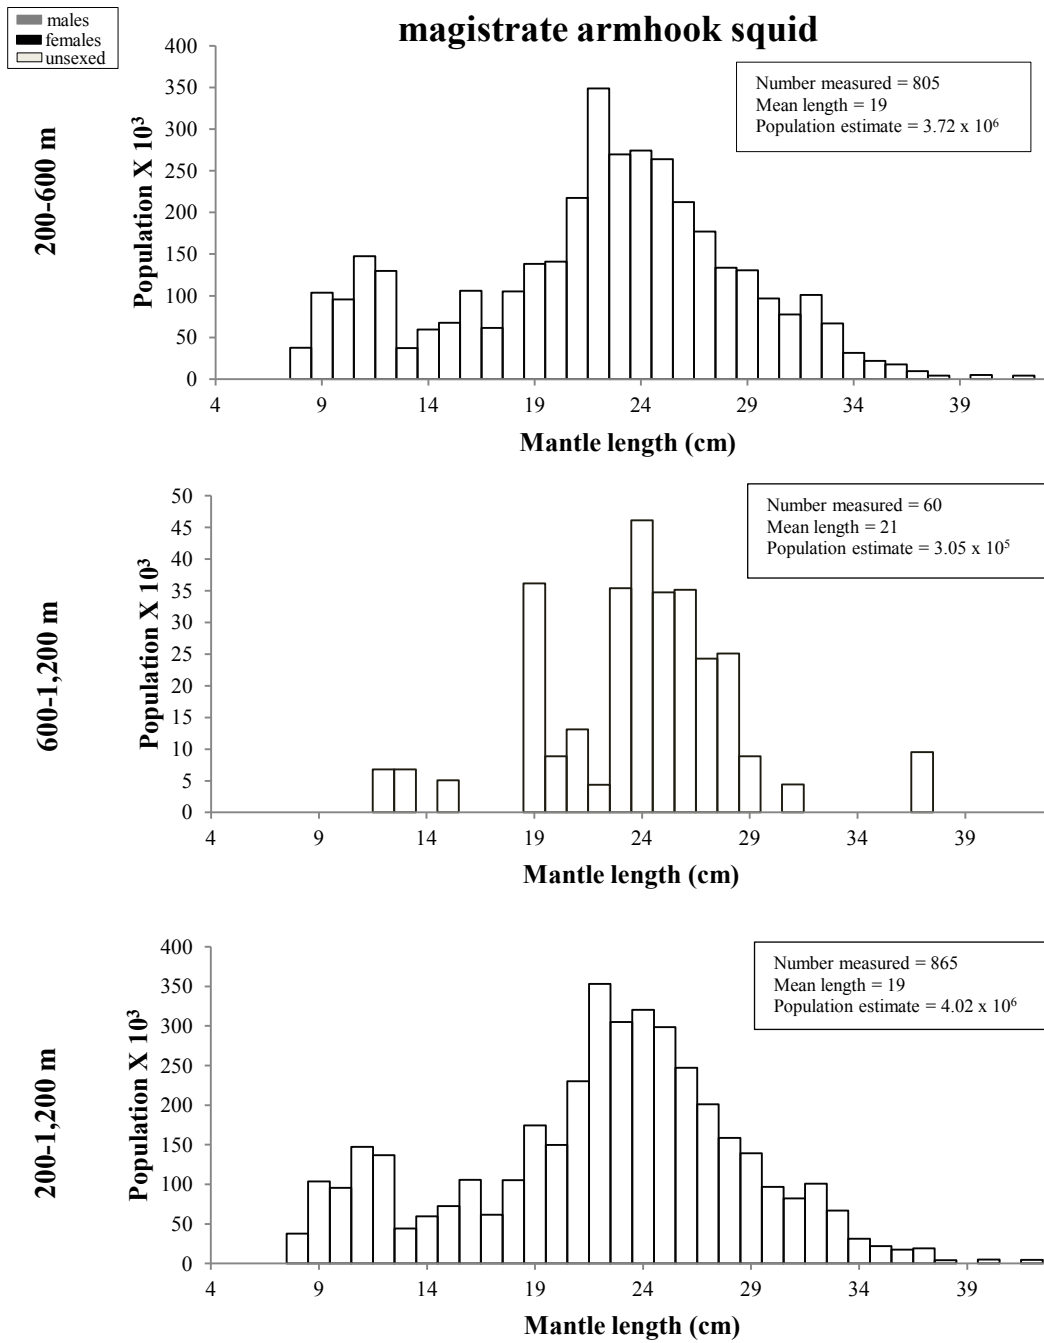 males
females
unsexed
magistrate armhook squid
200-600 m
Population X 10³
400
350
300
250
200
150
100
50
0
Number measured = 805
Mean length = 19
Population estimate = 3.72 x 10⁶
4 9 14 19 24 29 34 39
Mantle length (cm)
600-1,200 m
Population X 10³
50
45
40
35
30
25
20
15
10
5
0
Number measured = 60
Mean length = 21
Population estimate = 3.05 x 10⁵
4 9 14 19 24 29 34 39
Mantle length (cm)
200-1,200 m
Population X 10³
400
350
300
250
200
150
100
50
0
Number measured = 865
Mean length = 19
Population estimate = 4.02 x 10⁶
4 9 14 19 24 29 34 39
Mantle length (cm)